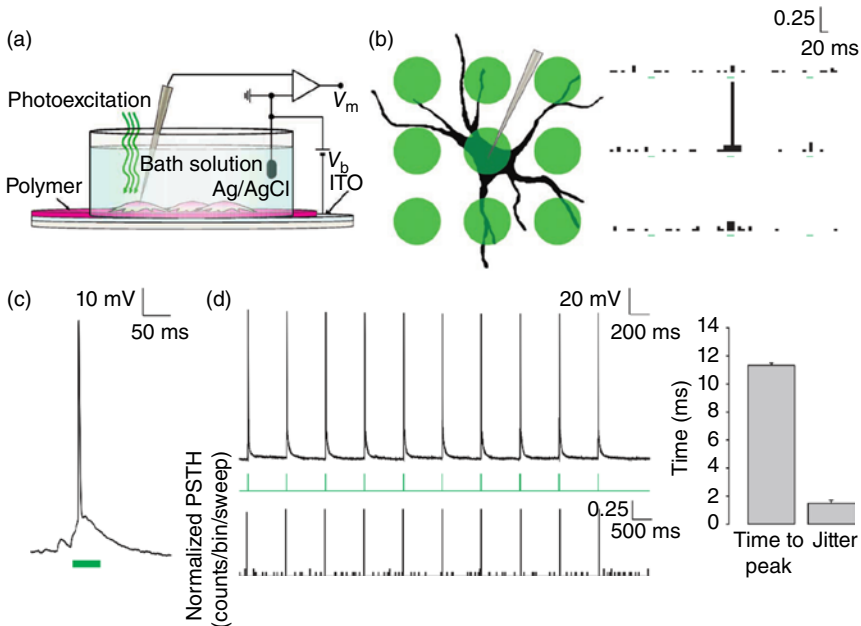 (a)
Photoexcitation
Vm
Bath solution
Vb
Polymer
Ag/AgCl
ITO
(b)
0.25
20 ms
(c)
10 mV
50 ms
(d)
20 mV
200 ms
Normalized PSTH
(counts/bin/sweep)
0.25
500 ms
Time (ms)
14
12
10
8
6
4
2
0
Time to
peak
Jitter